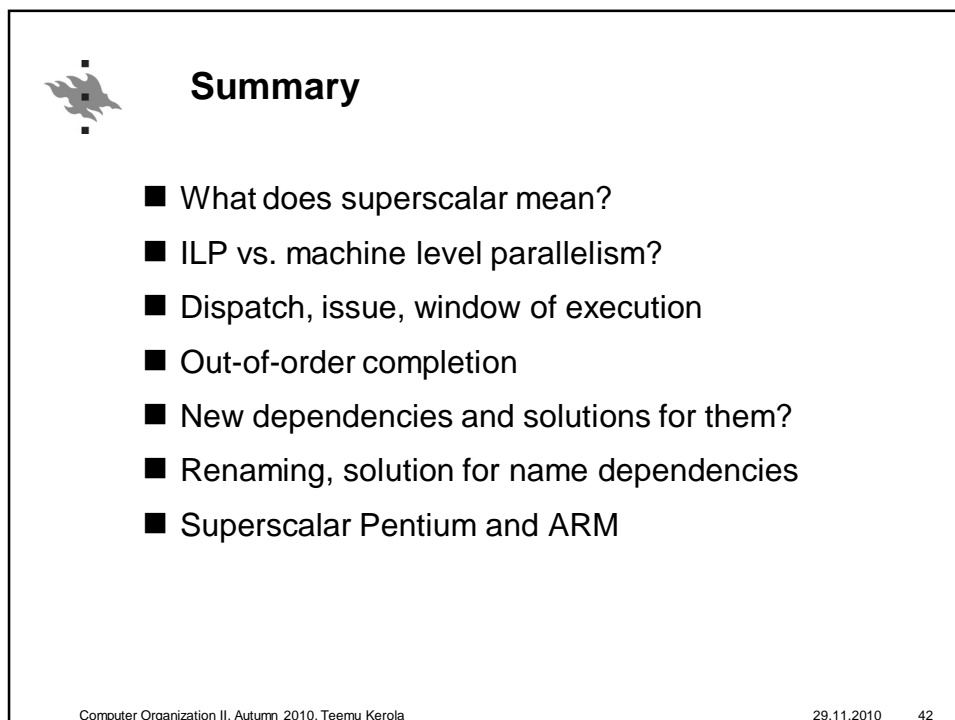 Summary
What does superscalar mean?
ILP vs. machine level parallelism?
Dispatch, issue, window of execution
Out-of-order completion
New dependencies and solutions for them?
Renaming, solution for name dependencies
Superscalar Pentium and ARM
Computer Organization II, Autumn 2010, Teemu Kerola 29.11.2010 42